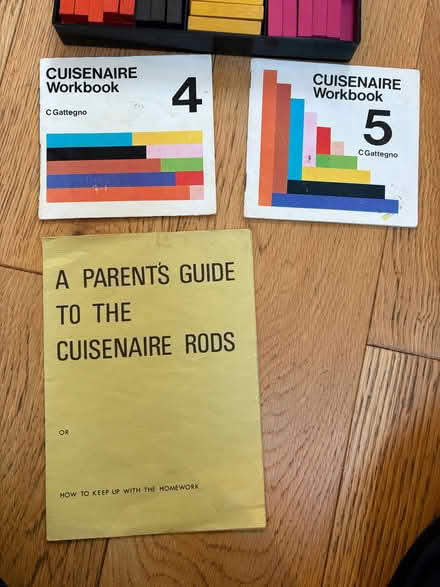 CUISENAIRE
Workbook
4
C Gattegno
CUISENAIRE
Workbook
5
C Gattegno
A PARENT'S GUIDE
TO THE
CUISENAIRE RODS
OR
HOW TO KEEP UP WITH THE HOMEWORK